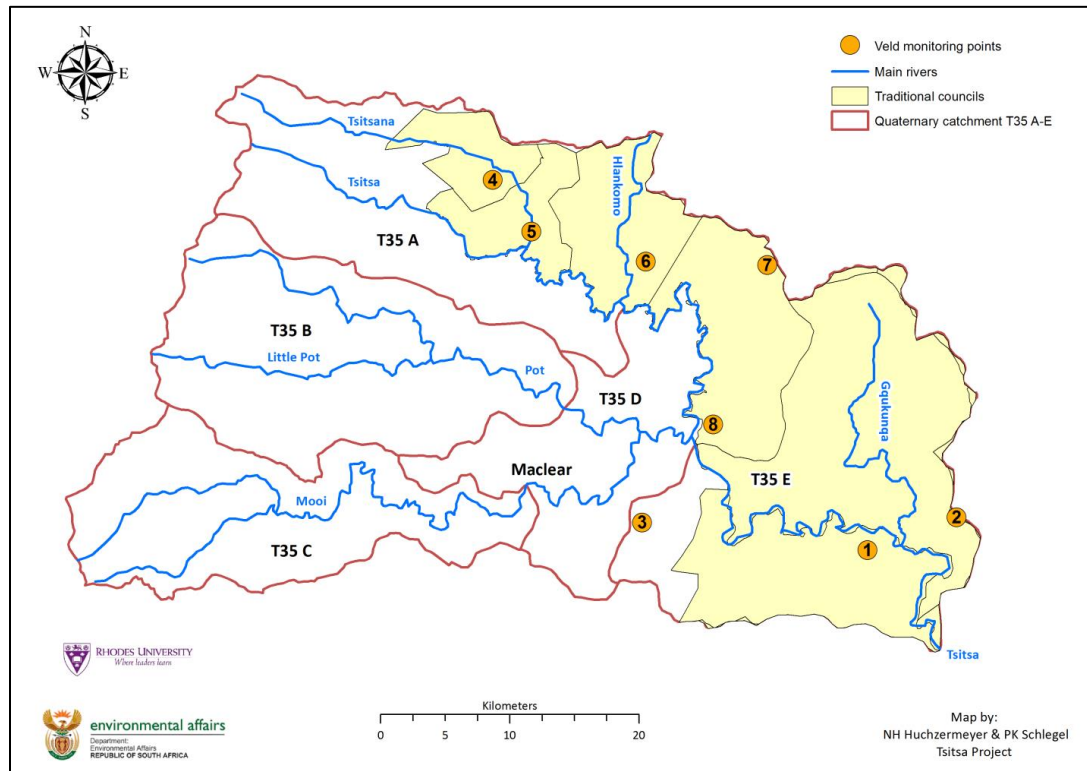 N
W E
S
Veld monitoring points
Main rivers
Traditional councils
Quaternary catchment T35 A-E
Tsitsana
Tsitsa
Hlankomo
4
5
6
7
T35 A
T35 B
Little Pot
Pot
T35 D
Gqukunqa
8
Maclear
T35 E
Mooi
3
2
1
T35 C
Tsitsa
RHODES UNIVERSITY
Where leaders learn
environmental affairs
Department:
Environmental Affairs
REPUBLIC OF SOUTH AFRICA
Kilometers
0 5 10 20
Map by:
NH Huchzermeyer & PK Schlegel
Tsitsa Project